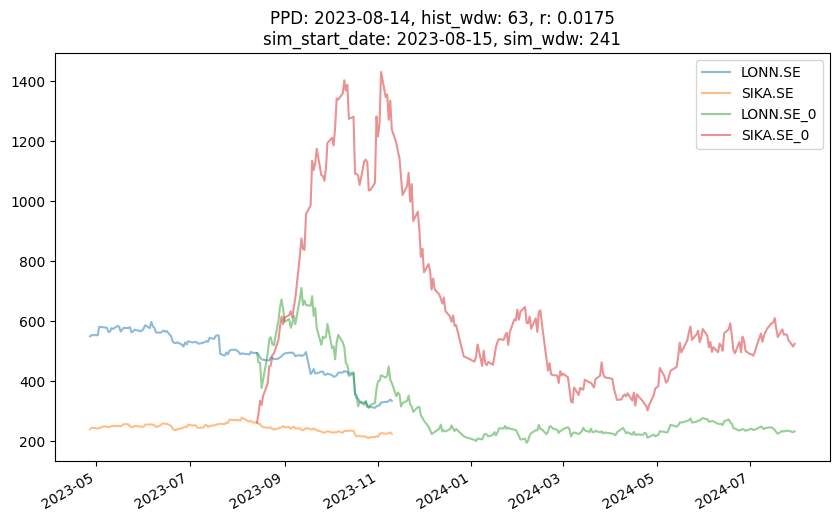 PPD: 2023-08-14, hist_wdw: 63, r: 0.0175
sim_start_date: 2023-08-15, sim_wdw: 241
LONN.SE
SIKA.SE
LONN.SE_0
SIKA.SE_0
1400
1200
1000
800
600
400
200
2023-05
2023-07
2023-09
2023-11
2024-01
2024-03
2024-05
2024-07